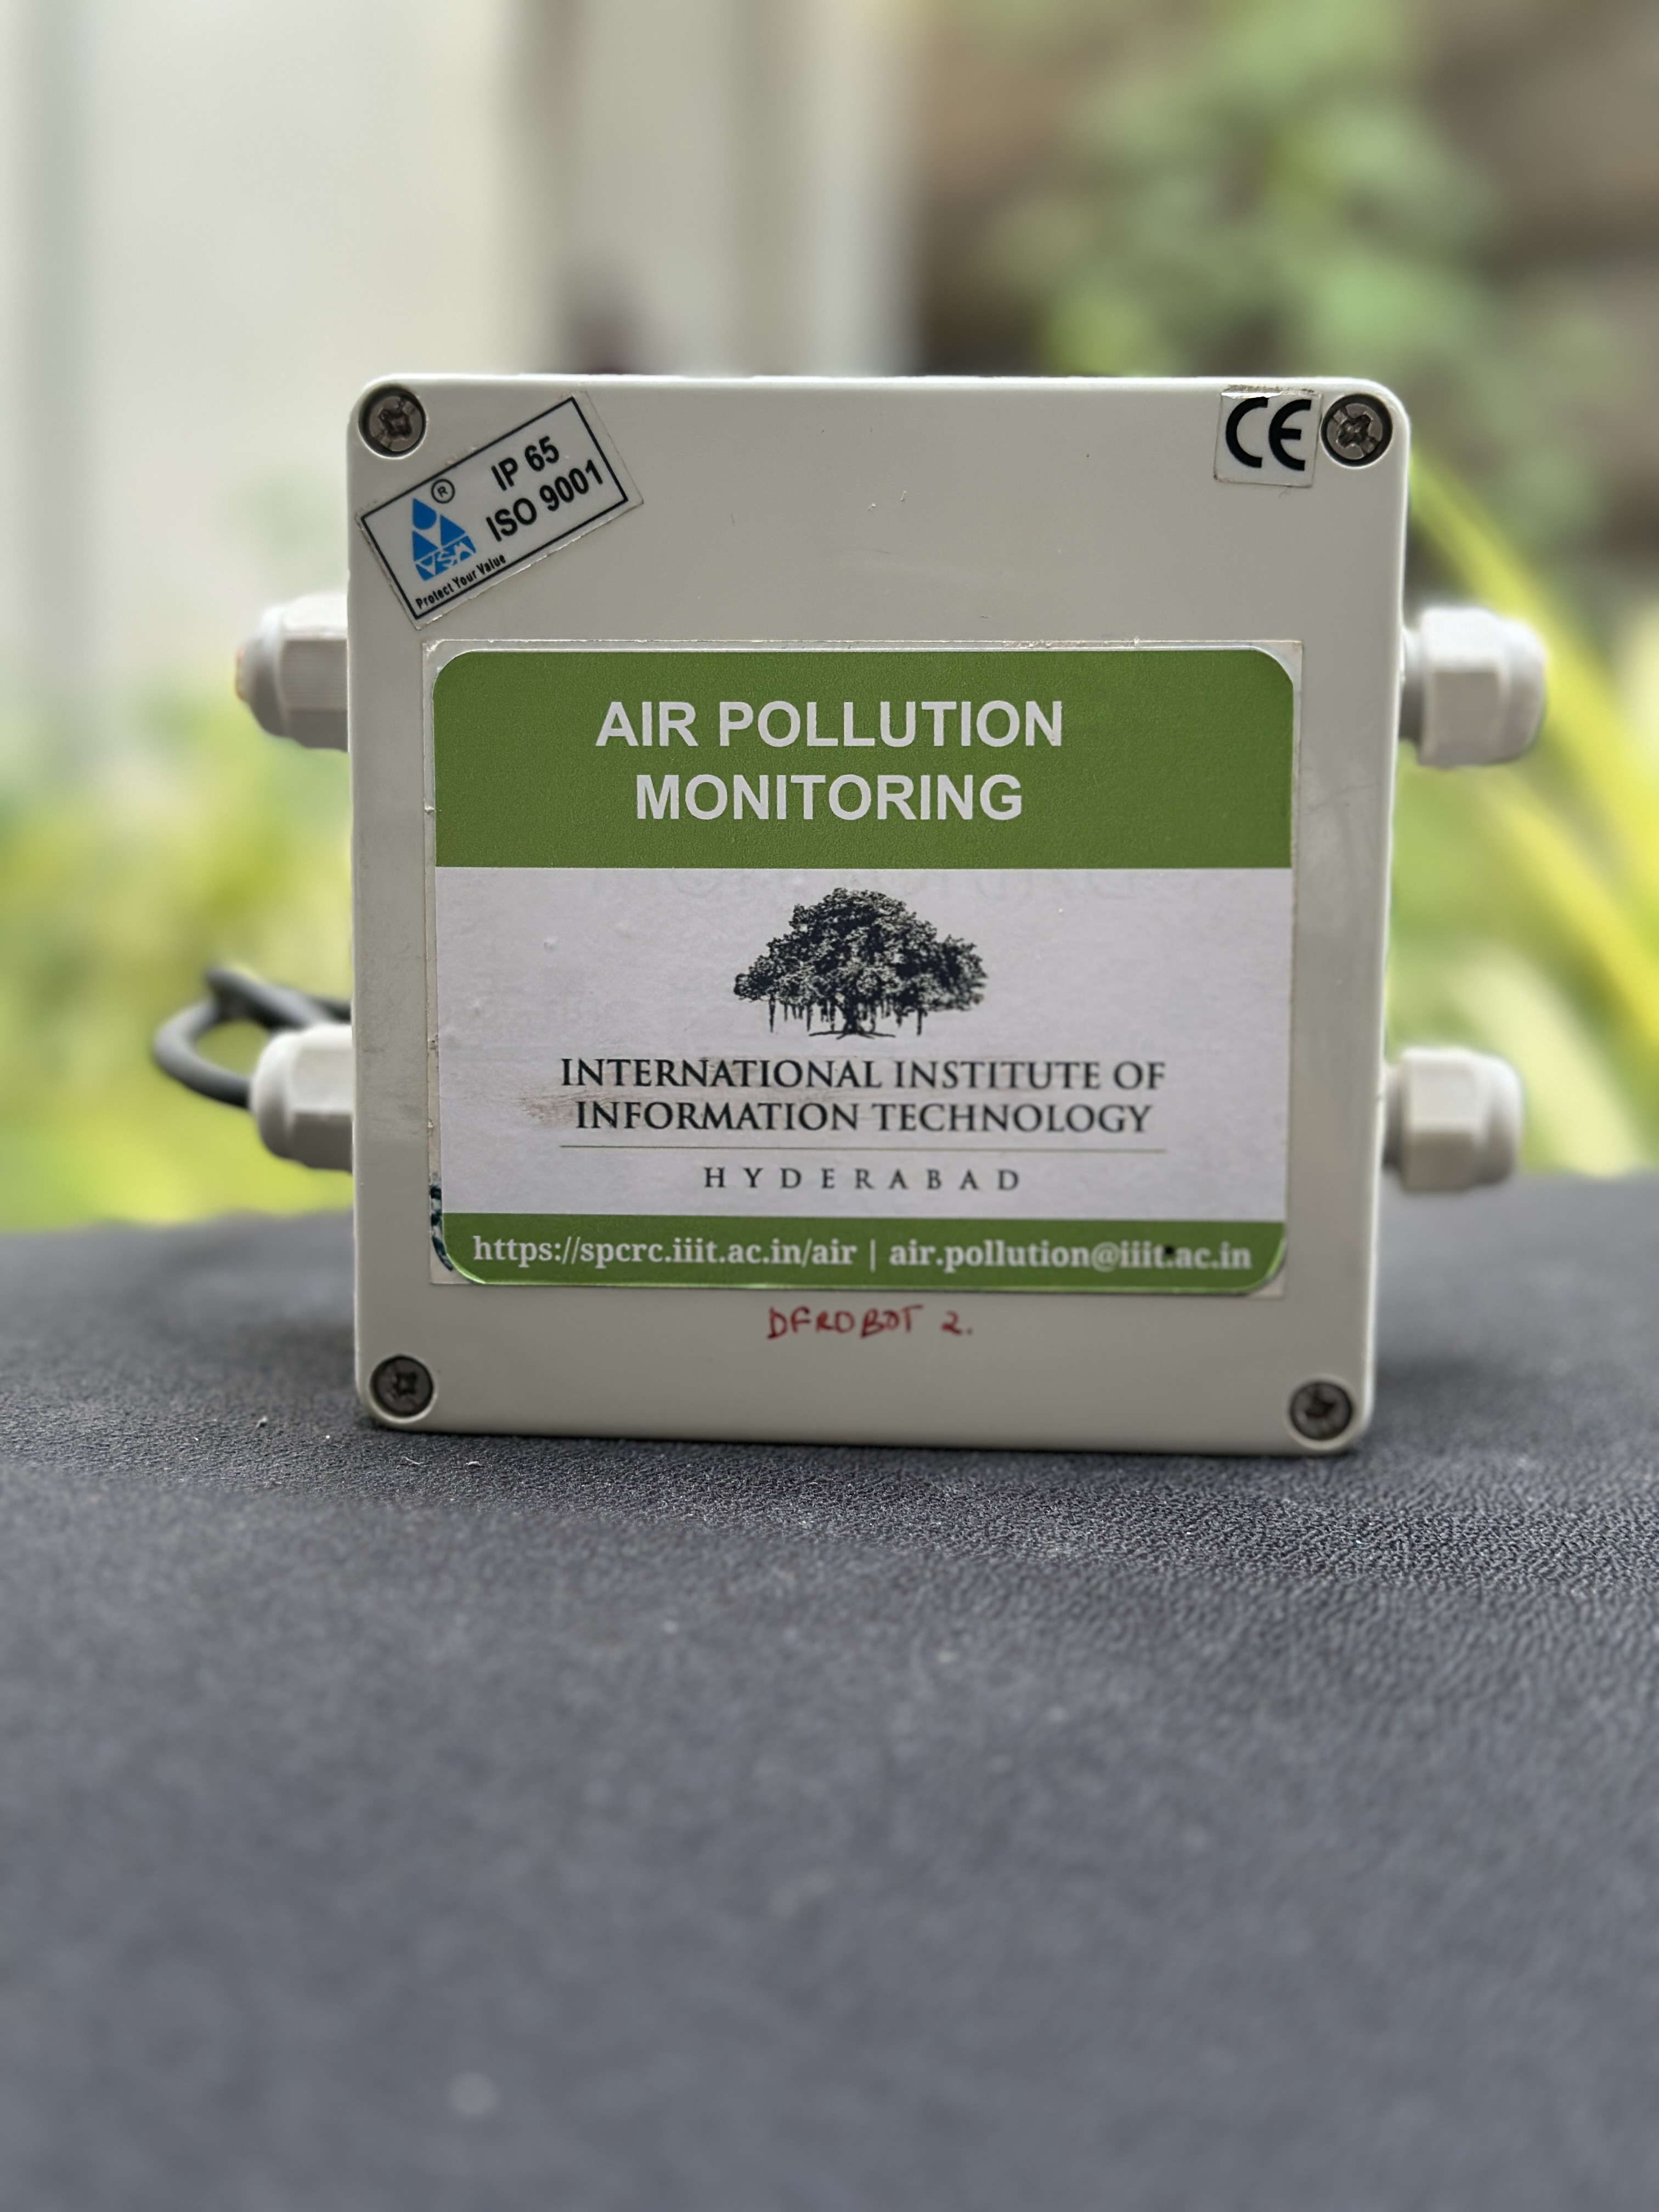 IP 65
ISO 9001
®
VSM
Protect Your Value
CE
AIR POLLUTION
MONITORING
INTERNATIONAL INSTITUTE OF
INFORMATION TECHNOLOGY
HYDERABAD
https://spcrc.iiit.ac.in/air | air.pollution@iiit.ac.in
DFROBOT 2.